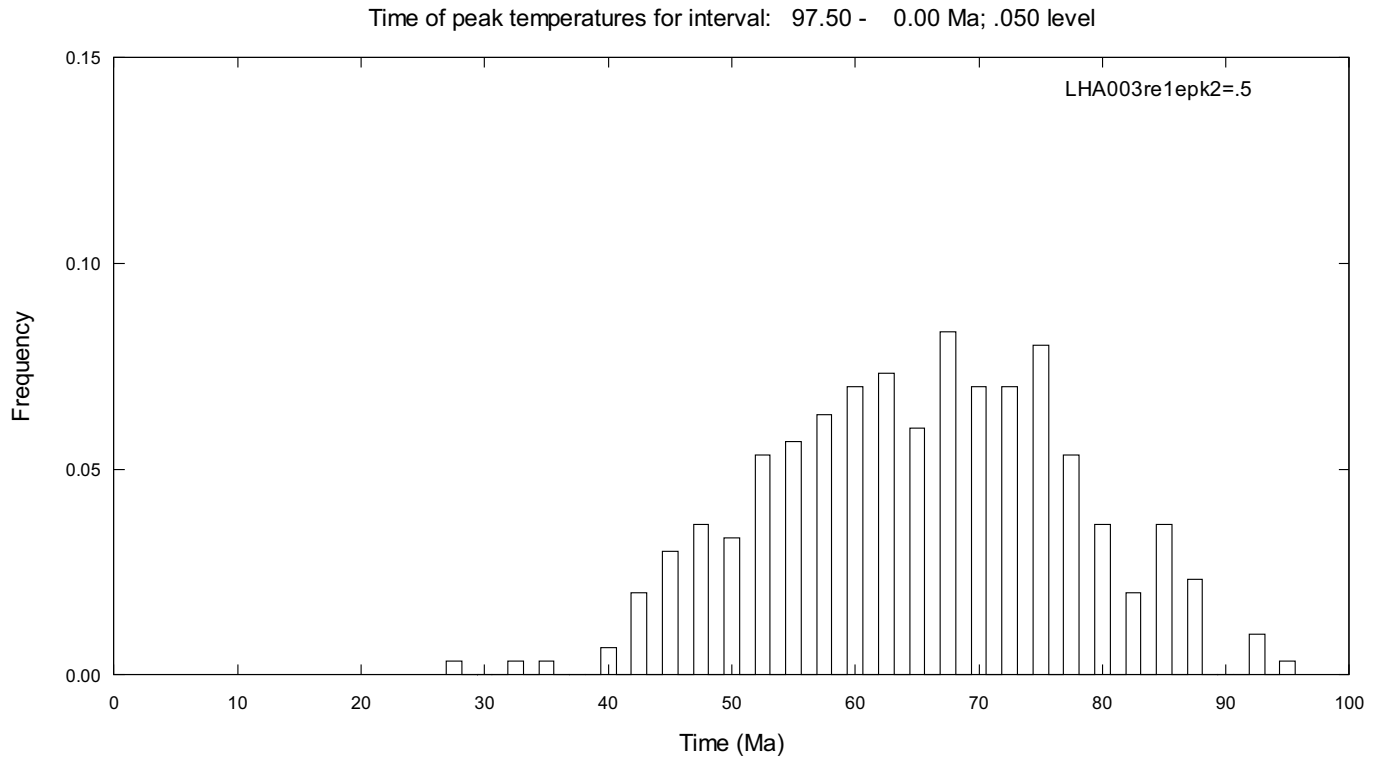 Time of peak temperatures for interval: 97.50 - 0.00 Ma; .050 level
LHA003re1epk2=.5
0.15
0.10
0.05
0.00
Frequency
0 10 20 30 40 50 60 70 80 90 100
Time (Ma)